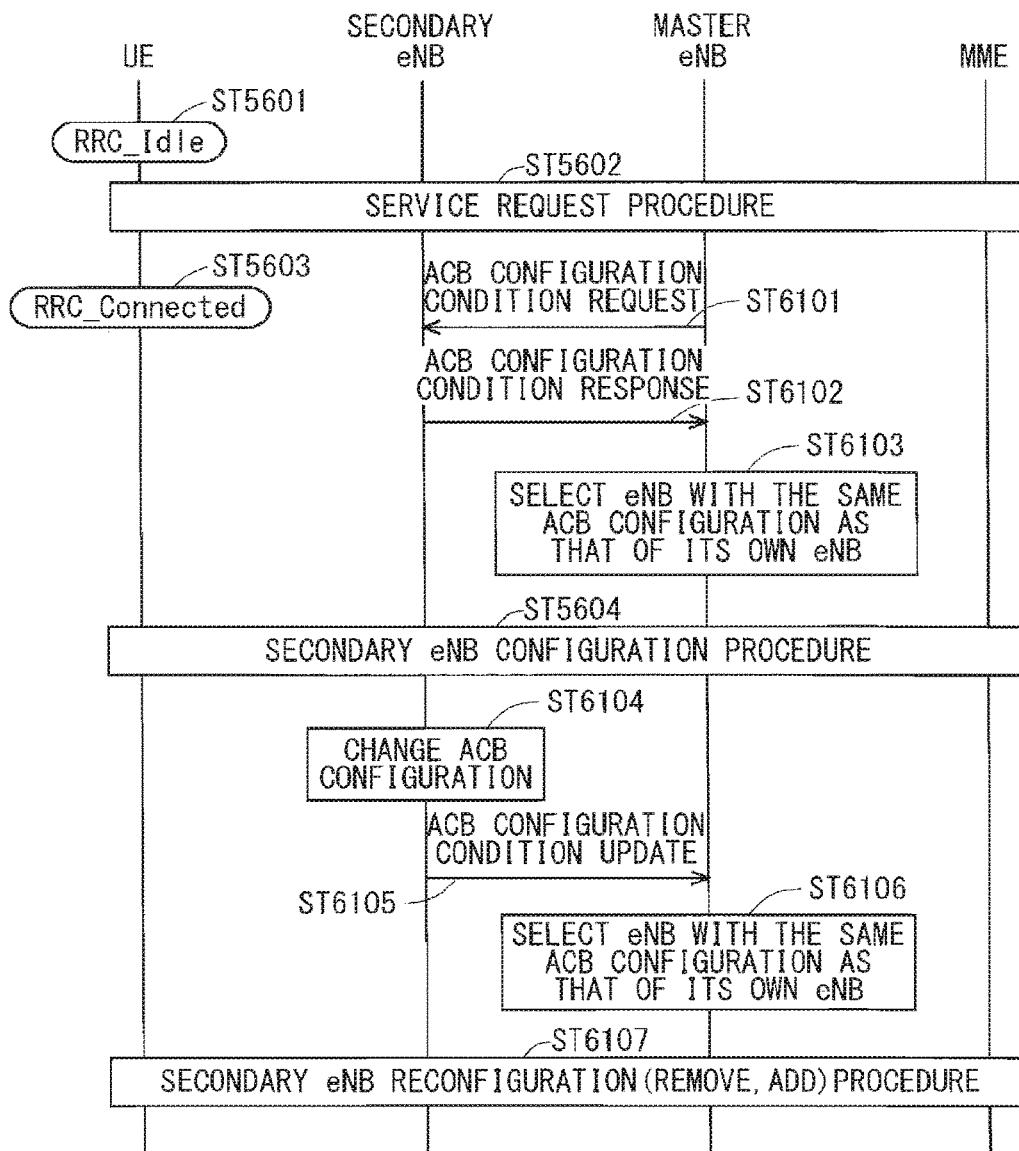 UE
SECONDARY
eNB
MASTER
eNB
MME
ST5601
RRC_Idle
ST5602
SERVICE REQUEST PROCEDURE
ST5603
RRC_Connected
ACB CONFIGURATION
CONDITION REQUEST
ST6101
ACB CONFIGURATION
CONDITION RESPONSE
ST6102
ST6103
SELECT eNB WITH THE SAME
ACB CONFIGURATION AS
THAT OF ITS OWN eNB
ST5604
SECONDARY eNB CONFIGURATION PROCEDURE
ST6104
CHANGE ACB
CONFIGURATION
ACB CONFIGURATION
CONDITION UPDATE
ST6105
ST6106
SELECT eNB WITH THE SAME
ACB CONFIGURATION AS
THAT OF ITS OWN eNB
ST6107
SECONDARY eNB RECONFIGURATION(REMOVE, ADD)PROCEDURE